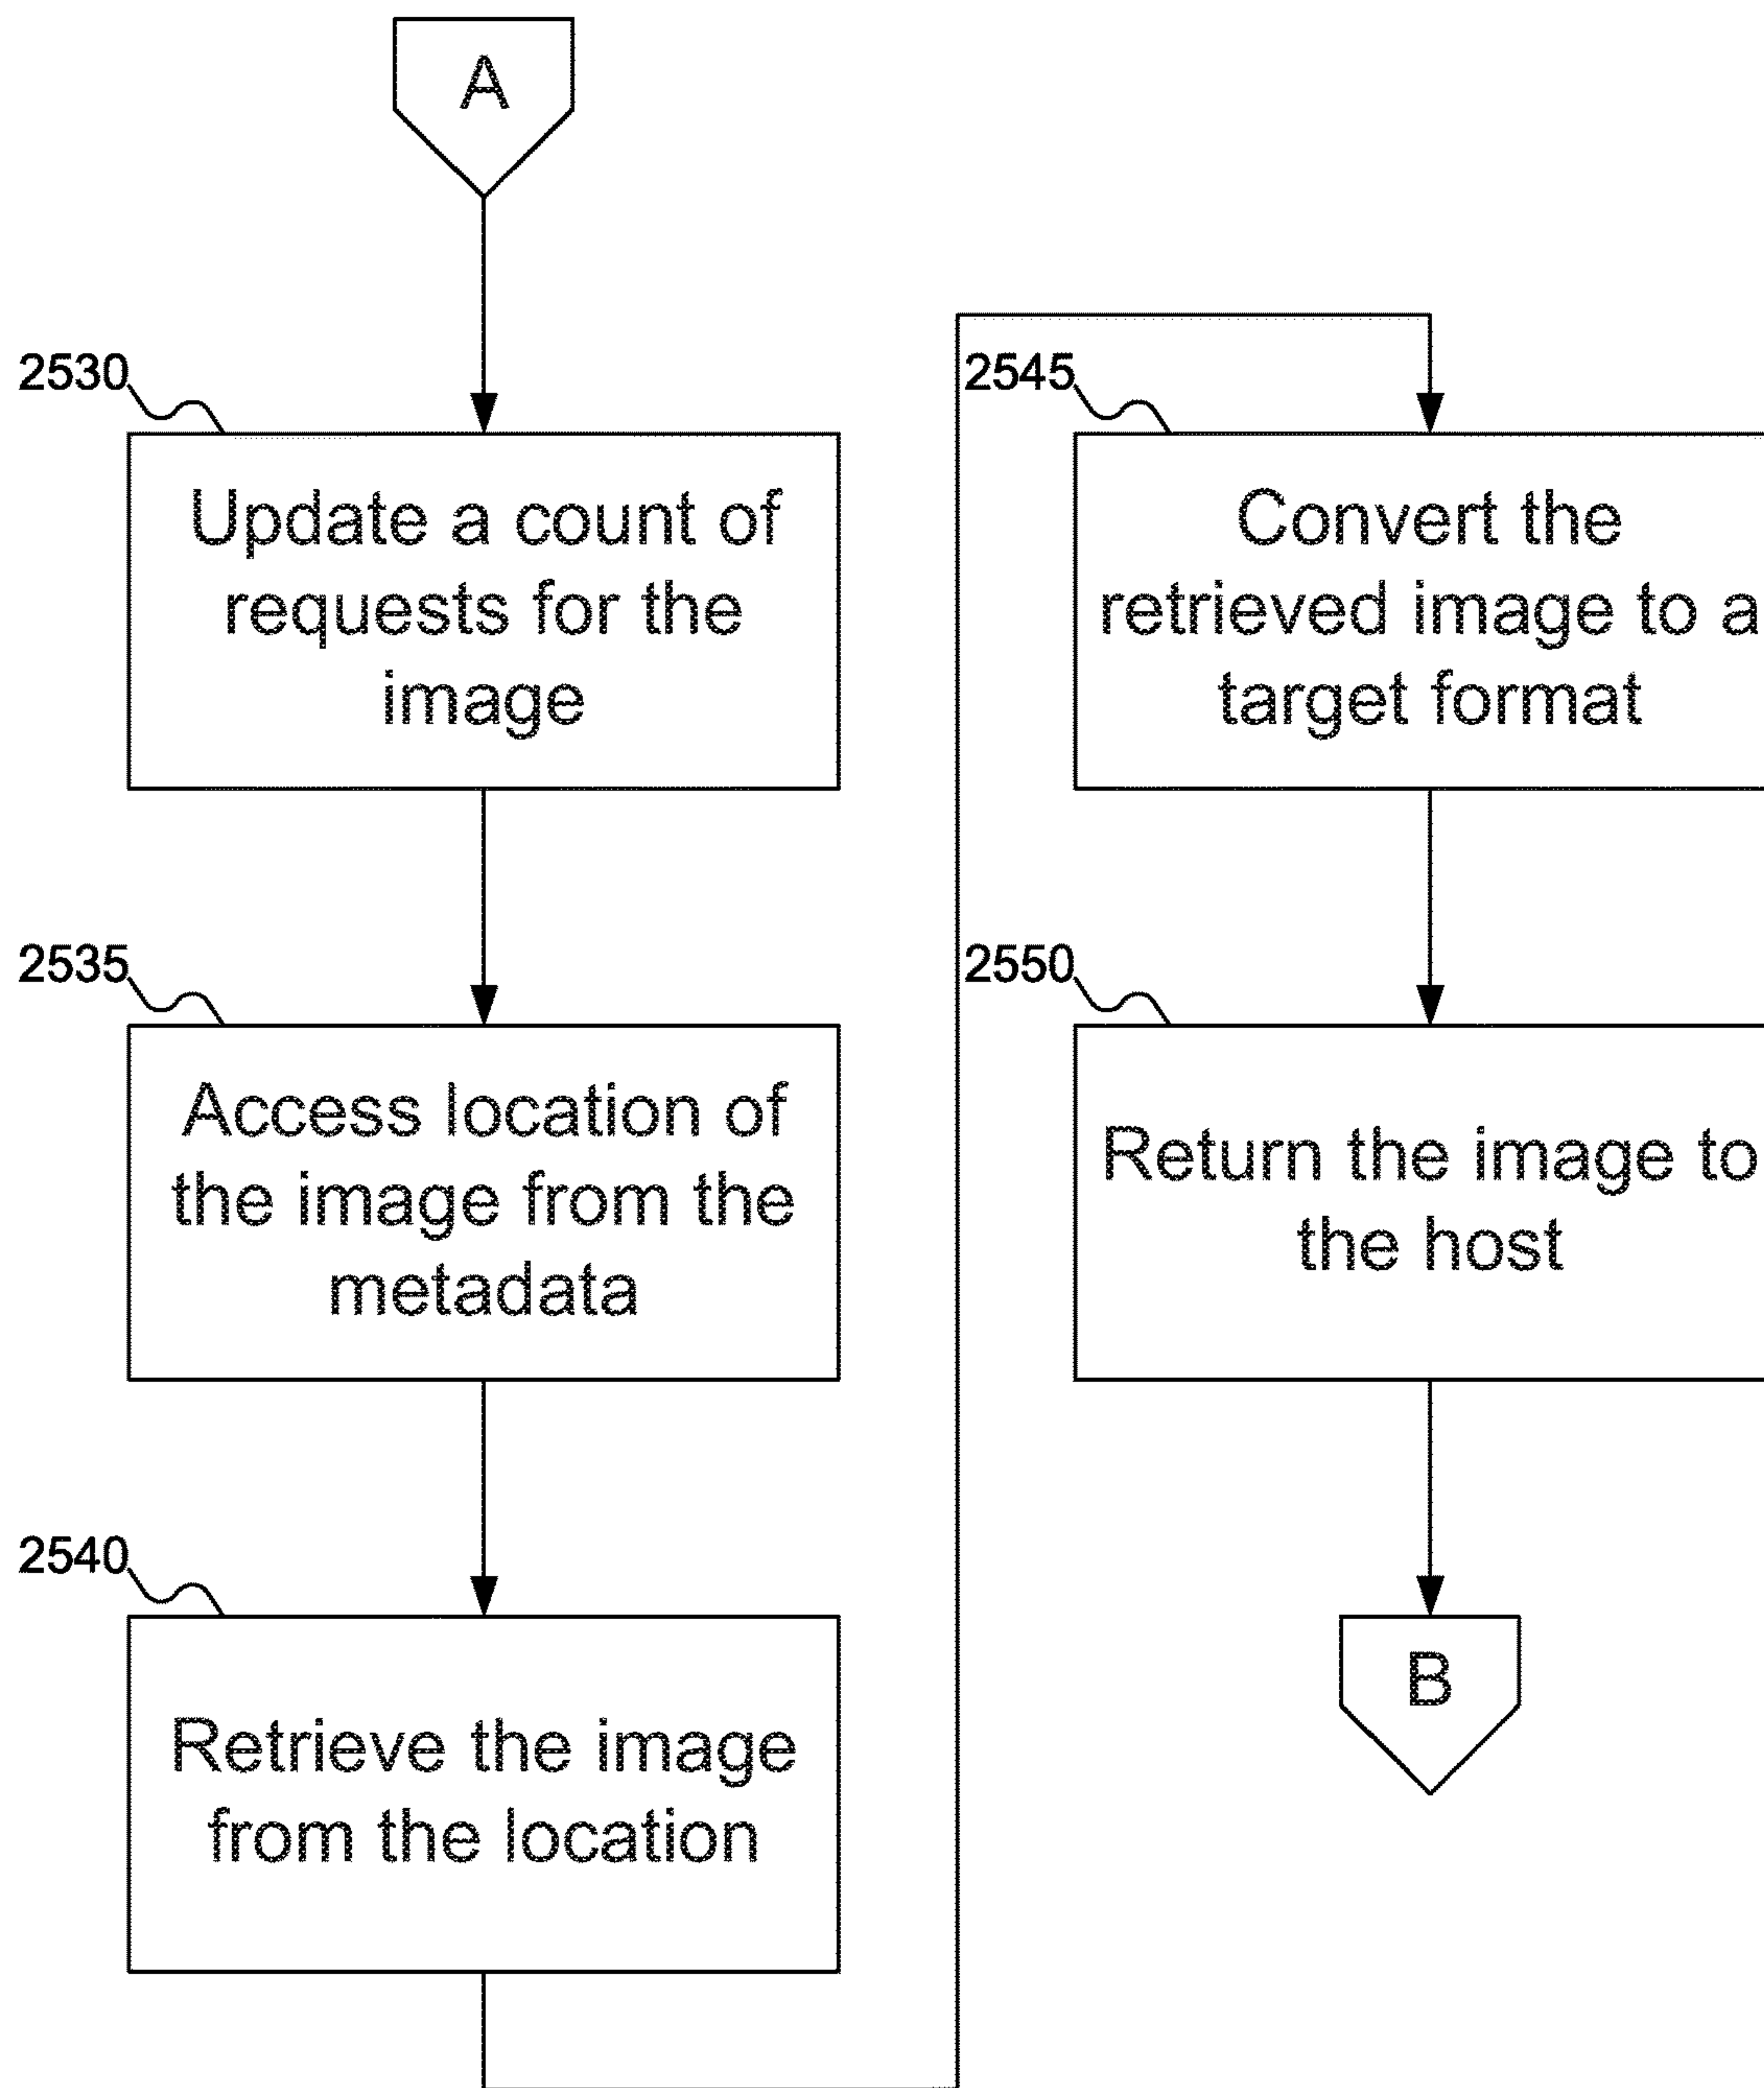 A
2530
Update a count of
requests for the
image
2535
Access location of
the image from the
metadata
2540
Retrieve the image
from the location
2545
Convert the
retrieved image to a
target format
2550
Return the image to
the host
B